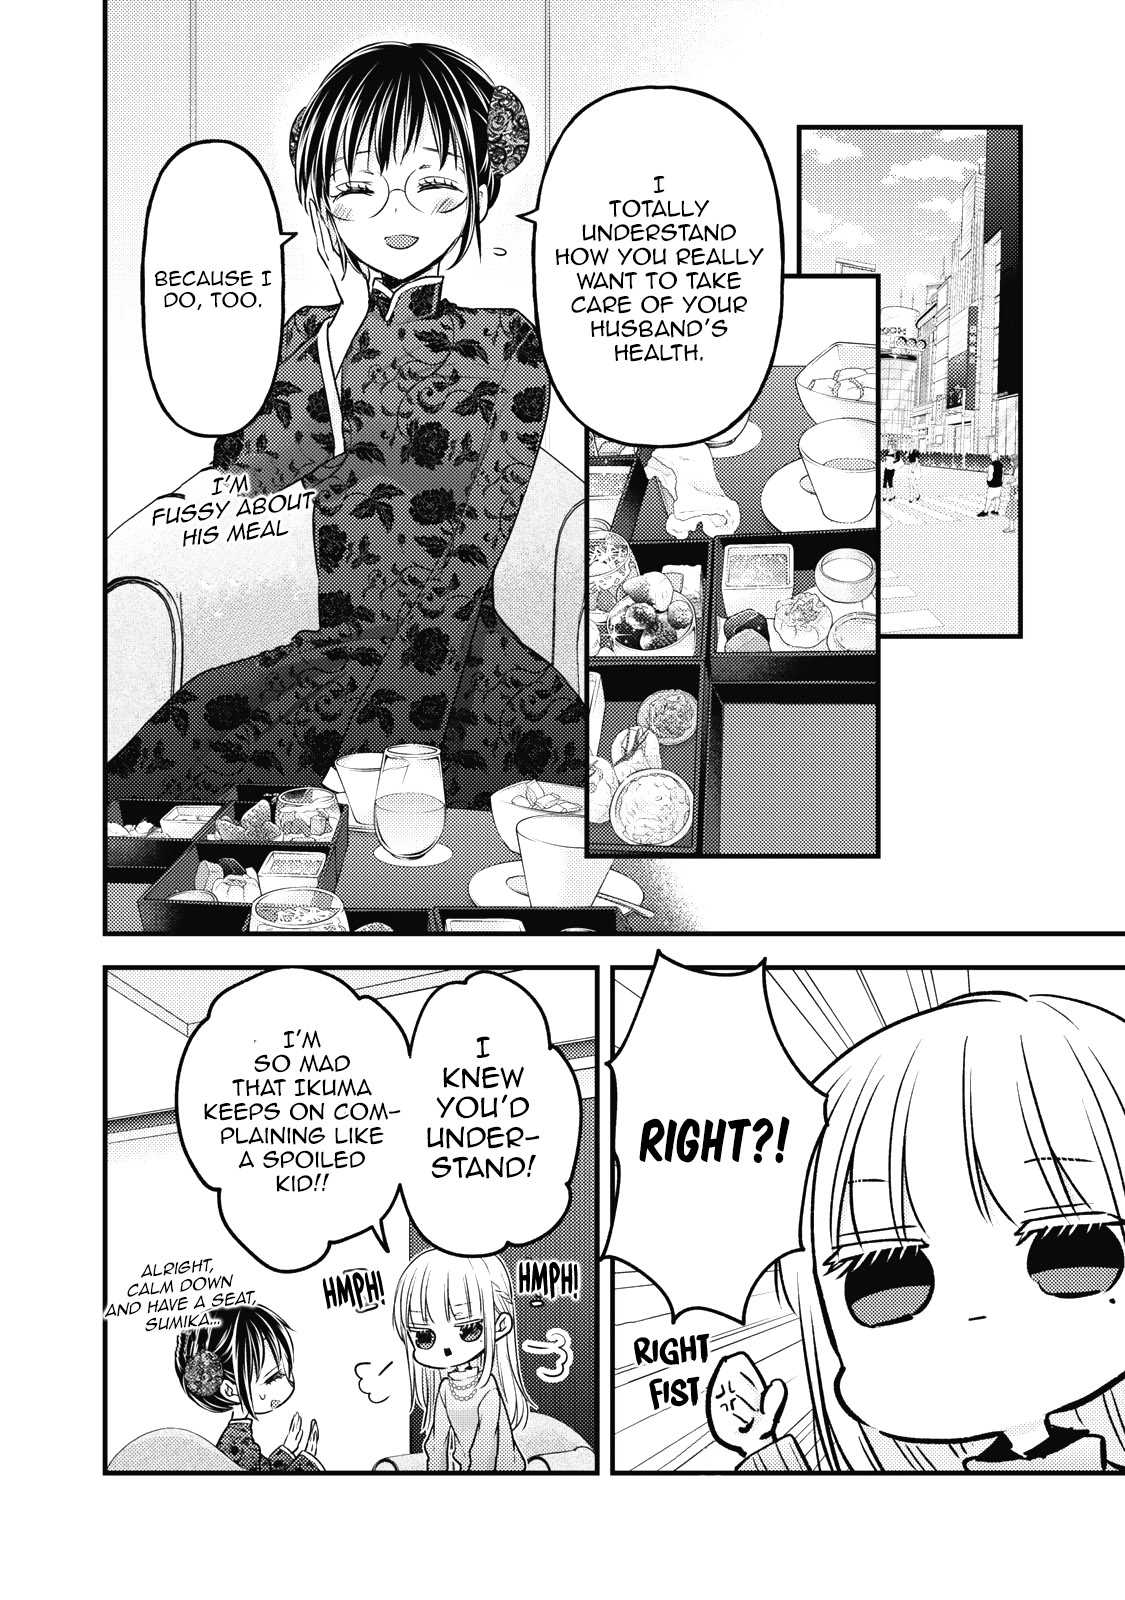 I
TOTALLY
UNDERSTAND
HOW YOU REALLY
WANT TO TAKE
CARE OF YOUR
HUSBAND'S
HEALTH.
BECAUSE I
DO, TOO.
I'M
FUSSY ABOUT
HIS MEAL
RIGHT?!
RIGHT
FIST
I
KNEW
YOU'D
UNDER-
STAND!
I'M
SO MAD
THAT IKUMA
KEEPS ON COM-
PLAINING LIKE
A SPOILED
KID!!
HMPH!
HMPH!
ALRIGHT,
CALM DOWN
AND HAVE A SEAT,
SUMIKA...